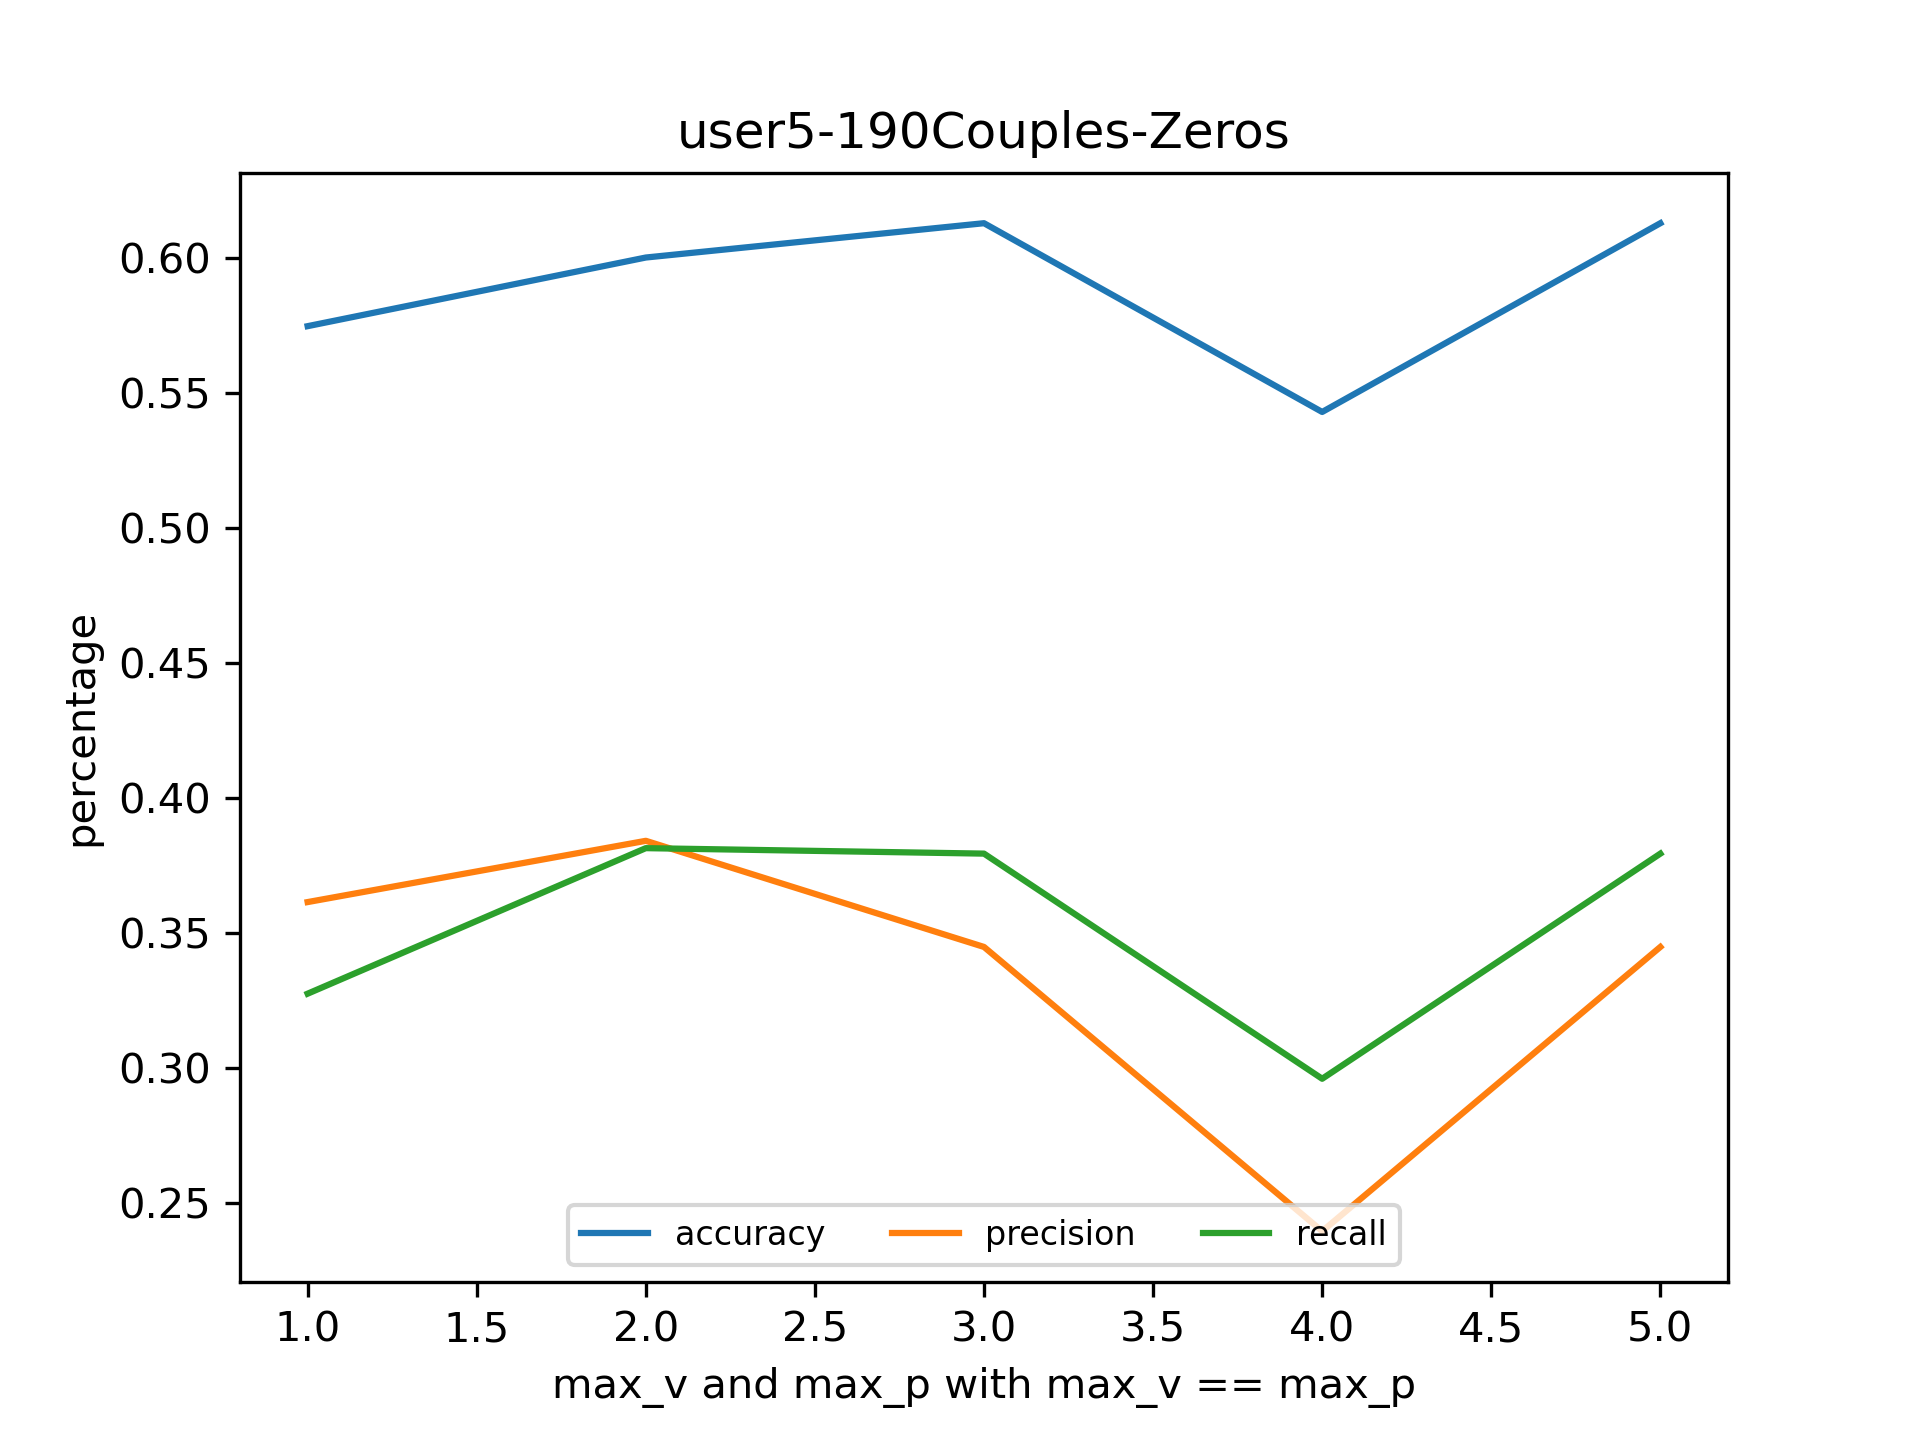 user5-190Couples-Zeros
percentage
0.60
0.55
0.50
0.45
0.40
0.35
0.30
0.25
accuracy precision recall
1.0 1.5 2.0 2.5 3.0 3.5 4.0 4.5 5.0
max_v and max_p with max_v == max_p